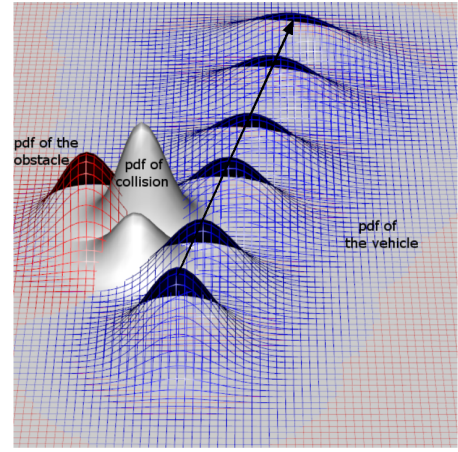 pdf of the
obstacle
pdf of
collision
pdf of
the vehicle